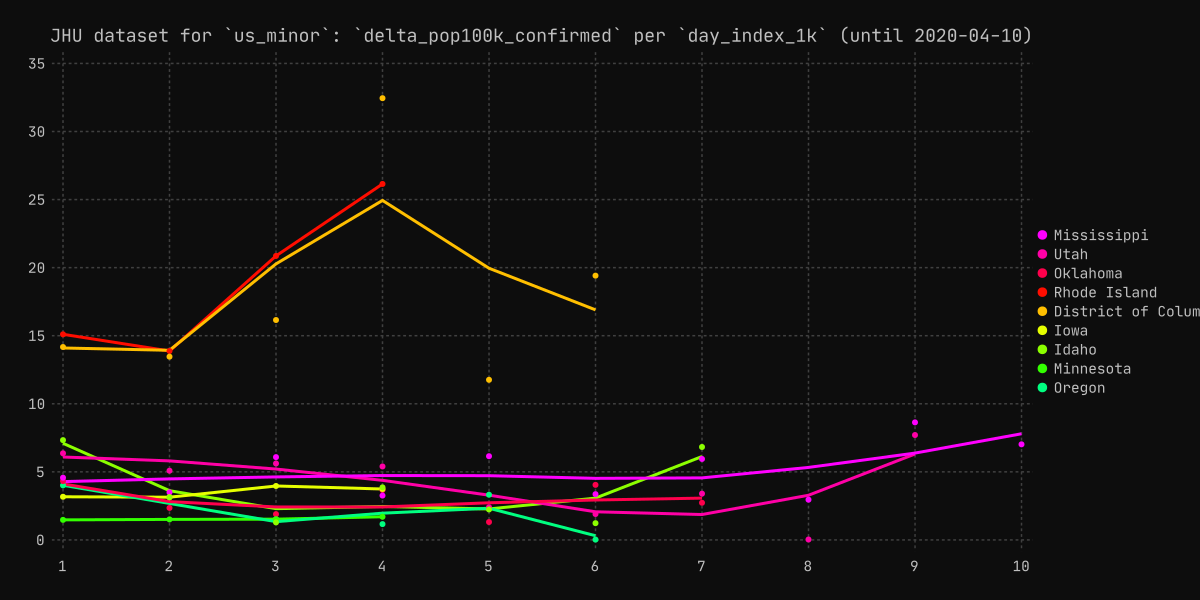 JHU dataset for `us_minor`: `delta_pop100k_confirmed` per `day_index_1k` (until 2020-04-10)
35
30
25
20
15
10
5
0
1 2 3 4 5 6 7 8 9 10
Mississippi
Utah
Oklahoma
Rhode Island
District of Colum
Iowa
Idaho
Minnesota
Oregon